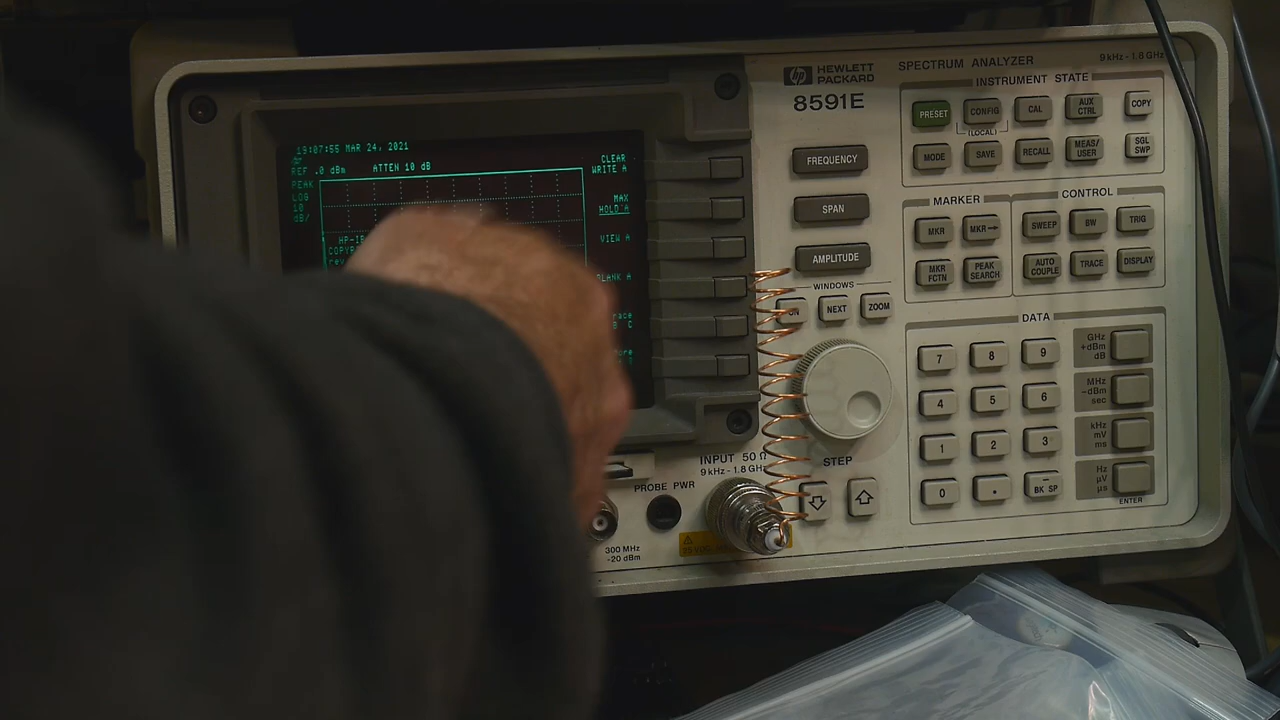 19:07:55 MAR 24, 2021
REF .0 dBm ATTEN 10 dB
PEAK
LOG
10
dB/
COPY
CLEAR
WRITE A
MAX
HOLD A
VIEW A
BLANK A
hp HEWLETT
PACKARD
8591E
SPECTRUM ANALYZER
9 kHz - 1.8 GHz
INSTRUMENT STATE
PRESET CONFIG CAL AUX
CTRL COPY
(LOCAL)
MODE SAVE RECALL MEAS/
USER SGL
SWP
FREQUENCY
SPAN
AMPLITUDE
MARKER
MKR MKR→
MKR
FCTN PEAK
SEARCH
CONTROL
SWEEP BW TRIG
AUTO
COUPLE TRACE DISPLAY
WINDOWS
ON NEXT ZOOM
DATA
7 8 9 GHz
+dBm
dB
4 5 6 MHz
-dBm
sec
1 2 3 kHz
mV
ms
0 . –
BK SP Hz
µV
µs
ENTER
STEP
INPUT 50 Ω
9 kHz - 1.8 GHz
PROBE PWR
300 MHz
-20 dBm